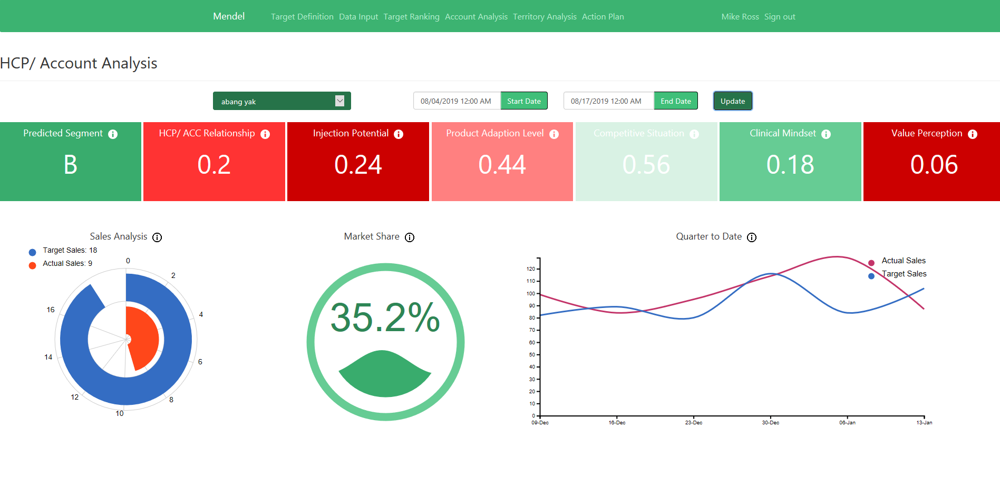 Mendel Target Definition Data Input Target Ranking Account Analysis Territory Analysis Action Plan Mike Ross Sign out
HCP/ Account Analysis
abang yak 08/04/2019 12:00 AM Start Date 08/17/2019 12:00 AM End Date Update
Predicted Segment
B
HCP/ ACC Relationship
0.2
Injection Potential
0.24
Product Adaption Level
0.44
Competitive Situation
0.56
Clinical Mindset
0.18
Value Perception
0.06
Sales Analysis
Target Sales: 18
Actual Sales: 9
0
2
4
6
8
10
12
14
16
Market Share
35.2%
Quarter to Date
Actual Sales
Target Sales
120
110
100
90
80
70
60
50
40
30
20
10
0
09-Dec 16-Dec 23-Dec 30-Dec 06-Jan 13-Jan